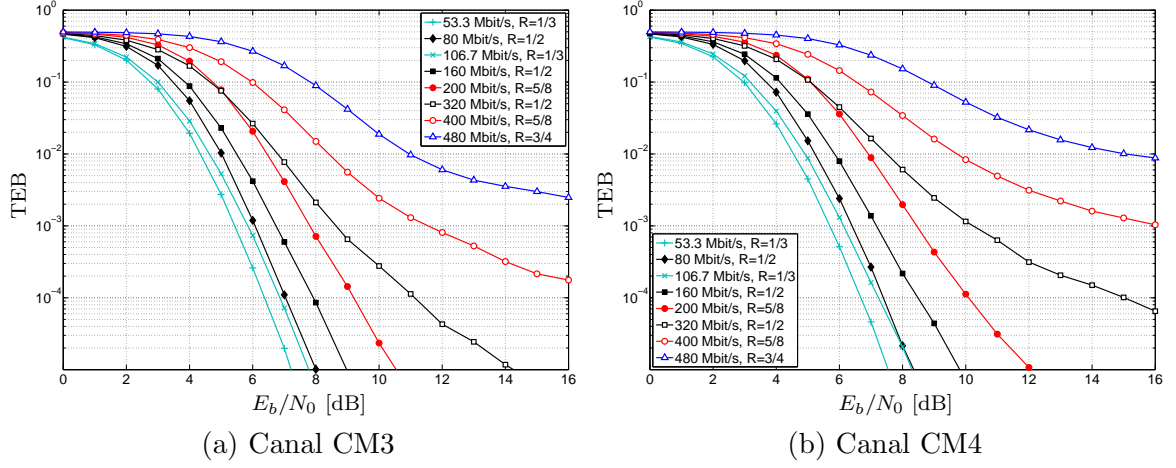 10^0
10^-1
10^-2
10^-3
10^-4
TEB
0 2 4 6 8 10 12 14 16
E_b/N_0 [dB]
53.3 Mbit/s, R=1/3
80 Mbit/s, R=1/2
106.7 Mbit/s, R=1/3
160 Mbit/s, R=1/2
200 Mbit/s, R=5/8
320 Mbit/s, R=1/2
400 Mbit/s, R=5/8
480 Mbit/s, R=3/4
(a) Canal CM3
10^0
10^-1
10^-2
10^-3
10^-4
TEB
0 2 4 6 8 10 12 14 16
E_b/N_0 [dB]
53.3 Mbit/s, R=1/3
80 Mbit/s, R=1/2
106.7 Mbit/s, R=1/3
160 Mbit/s, R=1/2
200 Mbit/s, R=5/8
320 Mbit/s, R=1/2
400 Mbit/s, R=5/8
480 Mbit/s, R=3/4
(b) Canal CM4